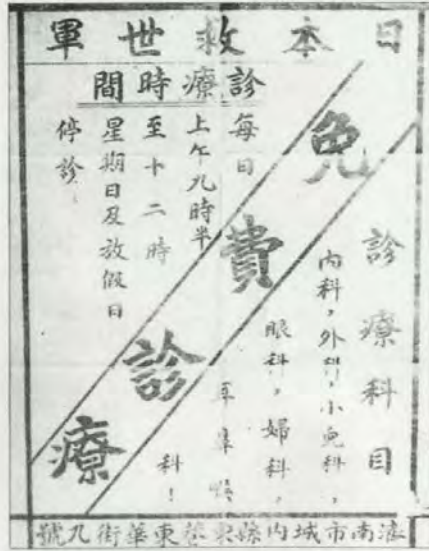 日本救世軍
免費診療
診療科目
內科，外科，小兒科，
眼科，婦科，
耳鼻喉
科！
診療時間
每日
上午九時半
至十二時
星期日及放假日
停診
濟南市城内縣東巷東華街九號